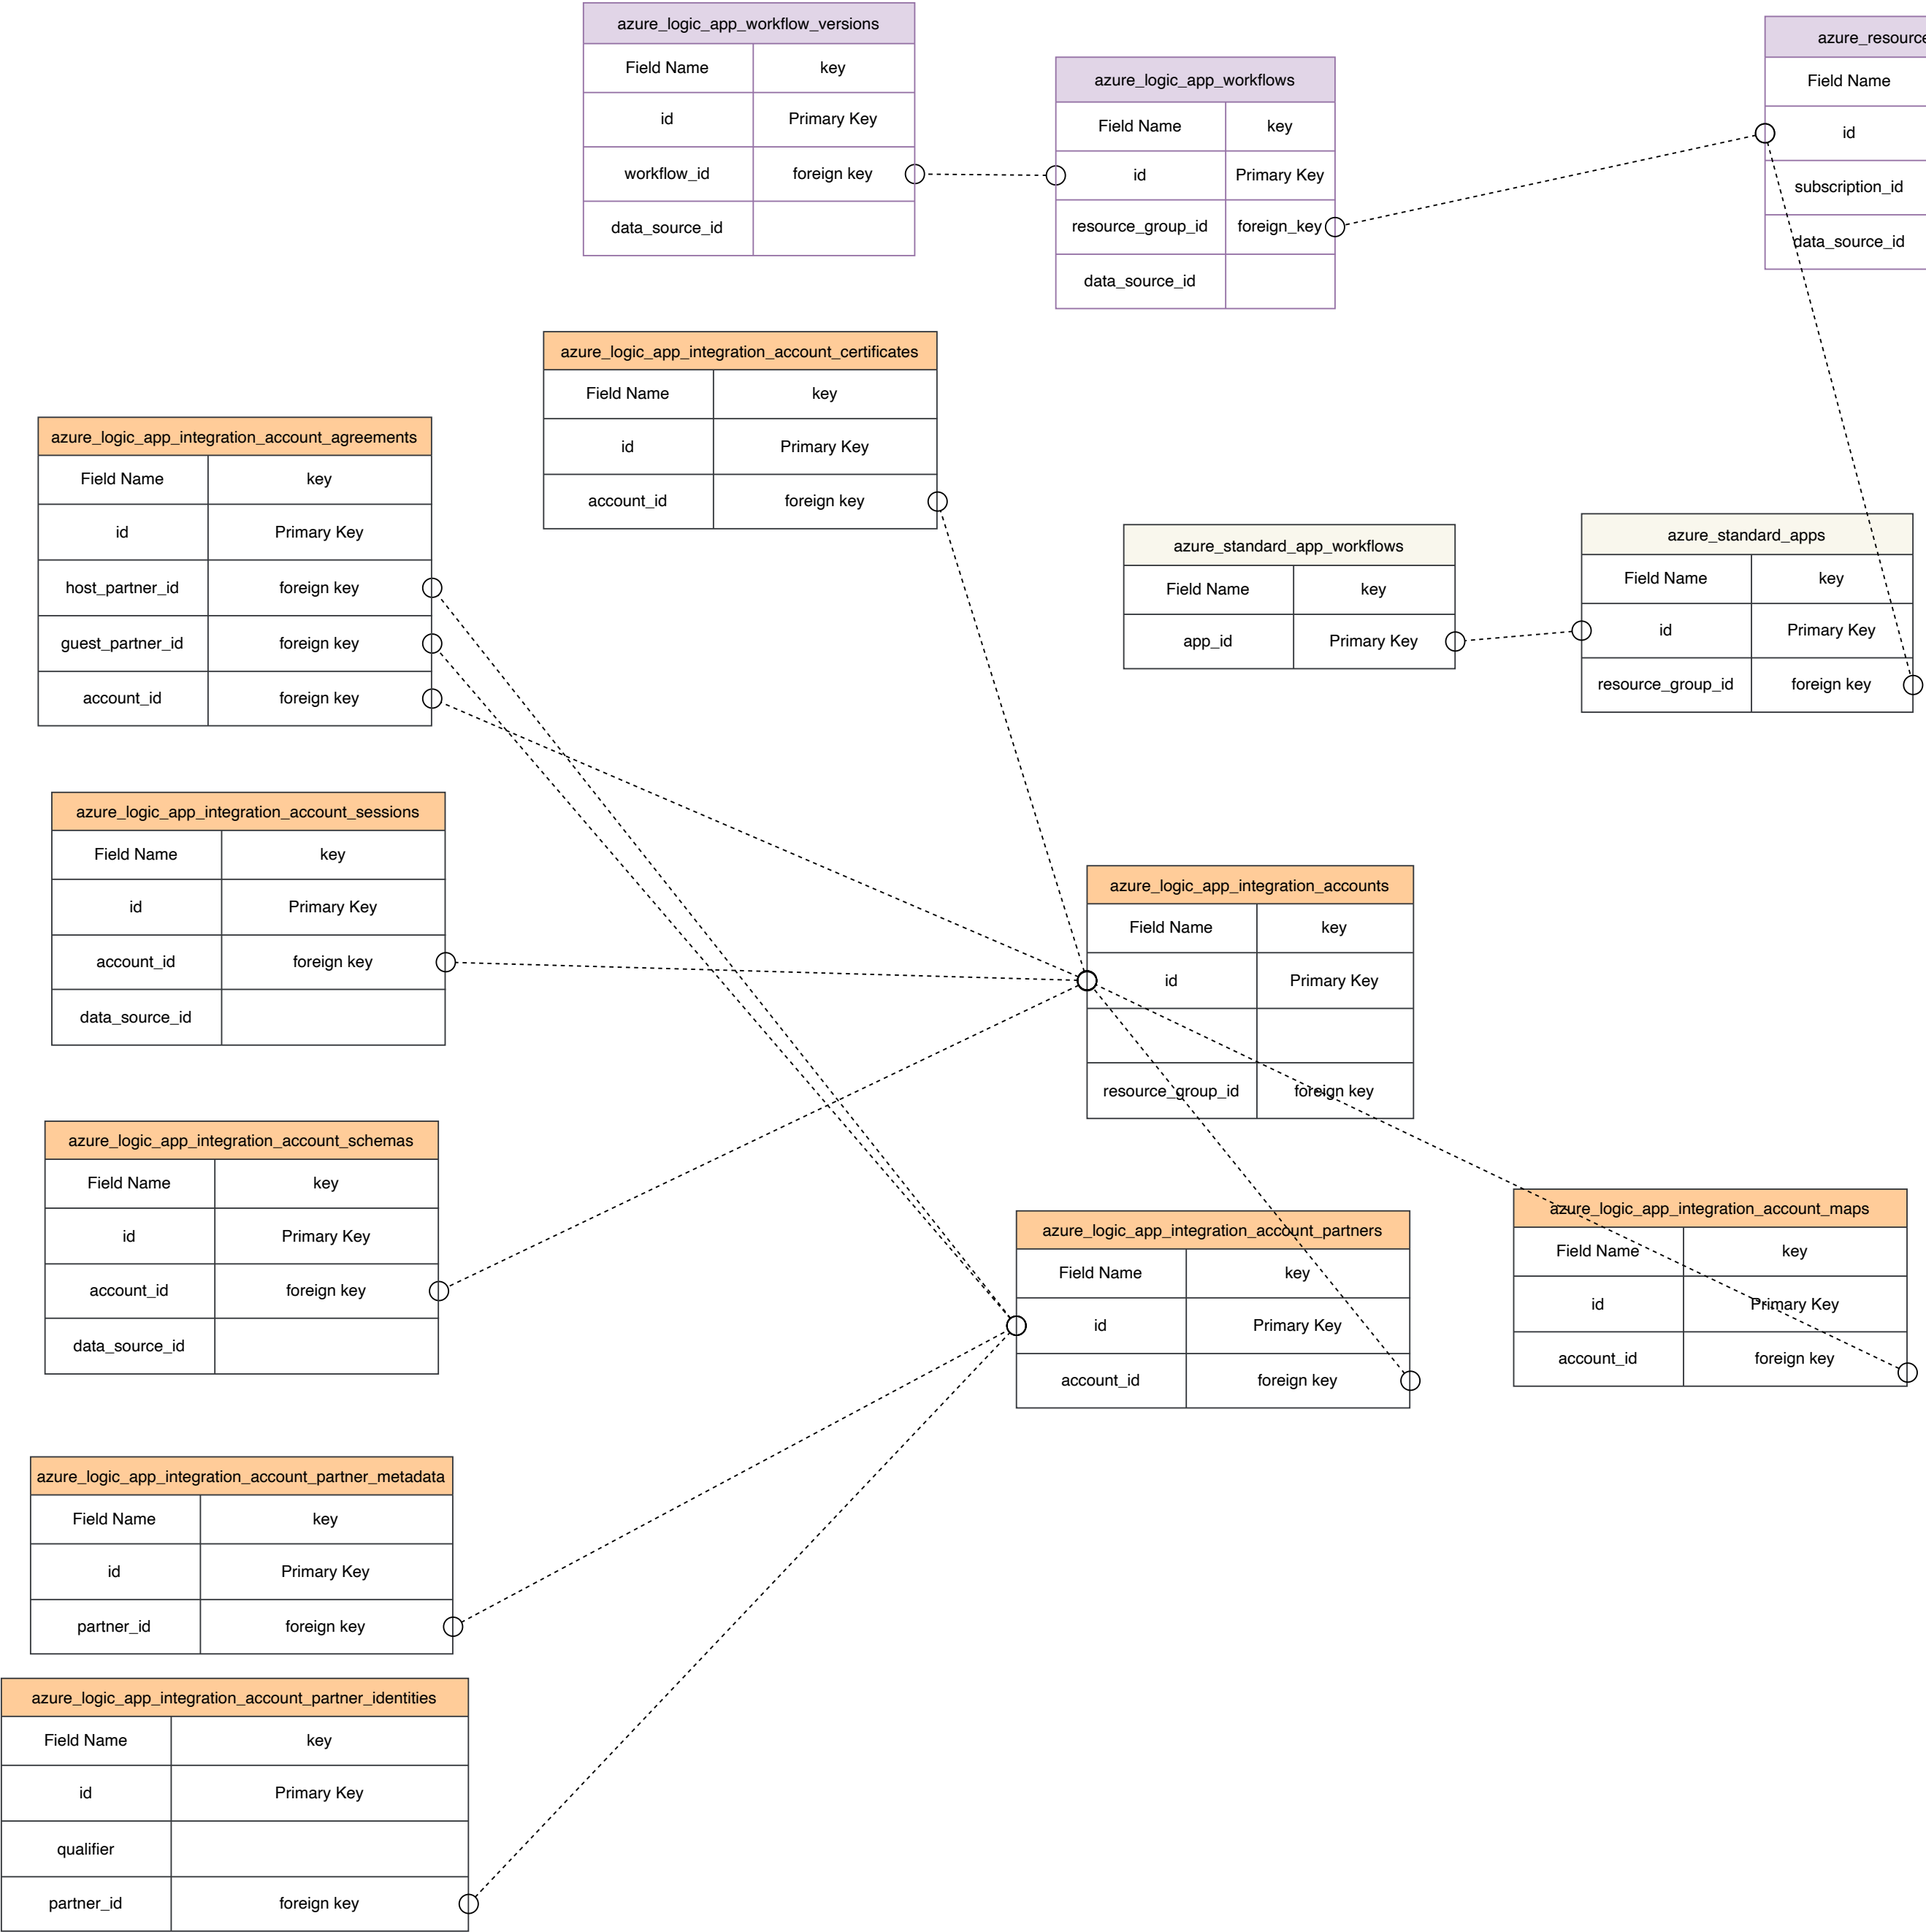 azure_logic_app_workflow_versions
Field Name key
id Primary Key
workflow_id foreign key
data_source_id
azure_logic_app_workflows
Field Name key
id Primary Key
resource_group_id foreign_key
data_source_id
azure_resource
Field Name
id
subscription_id
data_source_id
azure_logic_app_integration_account_certificates
Field Name key
id Primary Key
account_id foreign key
azure_logic_app_integration_account_agreements
Field Name key
id Primary Key
host_partner_id foreign key
guest_partner_id foreign key
account_id foreign key
azure_standard_app_workflows
Field Name key
app_id Primary Key
azure_standard_apps
Field Name key
id Primary Key
resource_group_id foreign key
azure_logic_app_integration_account_sessions
Field Name key
id Primary Key
account_id foreign key
data_source_id
azure_logic_app_integration_accounts
Field Name key
id Primary Key
resource_group_id foreign key
azure_logic_app_integration_account_schemas
Field Name key
id Primary Key
account_id foreign key
data_source_id
azure_logic_app_integration_account_partners
Field Name key
id Primary Key
account_id foreign key
azure_logic_app_integration_account_maps
Field Name key
id Primary Key
account_id foreign key
azure_logic_app_integration_account_partner_metadata
Field Name key
id Primary Key
partner_id foreign key
azure_logic_app_integration_account_partner_identities
Field Name key
id Primary Key
qualifier
partner_id foreign key